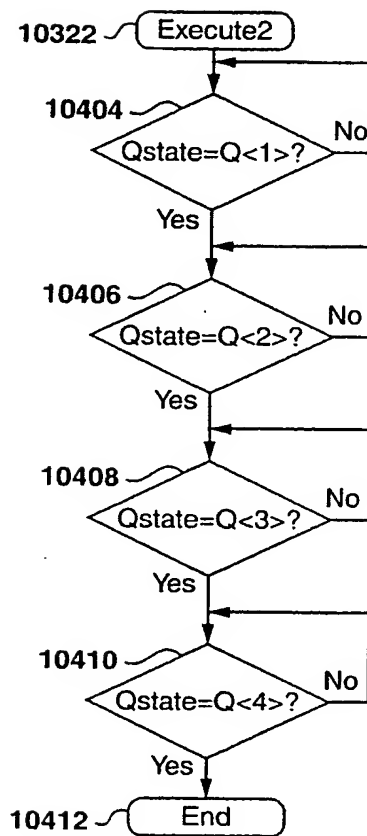 10322 Execute2
10404
Qstate=Q<1>? No
Yes
10406
Qstate=Q<2>? No
Yes
10408
Qstate=Q<3>? No
Yes
10410
Qstate=Q<4>? No
Yes
10412 End